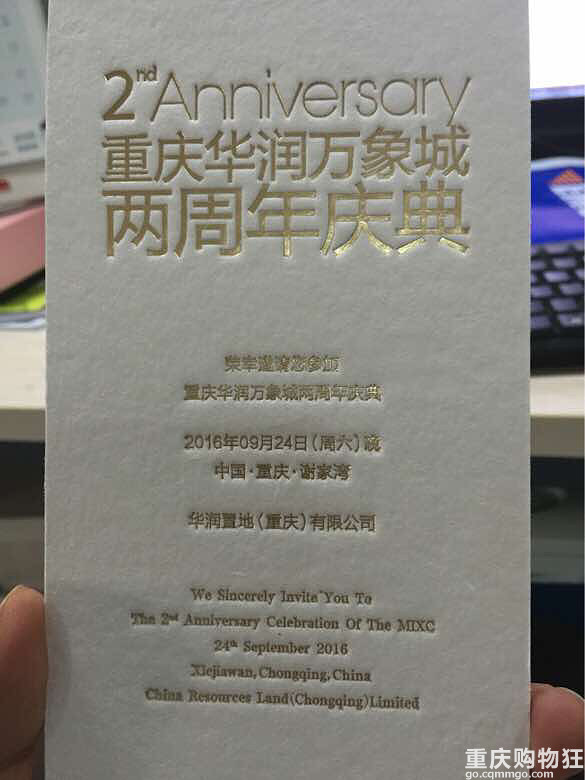 2nd Anniversary
重庆华润万象城
两周年庆典
荣幸邀请您参加
重庆华润万象城两周年庆典
2016年09月24日(周六)晚
中国·重庆·谢家湾
华润置地(重庆)有限公司
We Sincerely Invite You To
The 2nd Anniversary Celebration Of The MIXC
24th September 2016
Xiejiawan,Chongqing,China
China Resources Land(Chongqing)Limited
重庆购物狂
go.cqmmgo.com